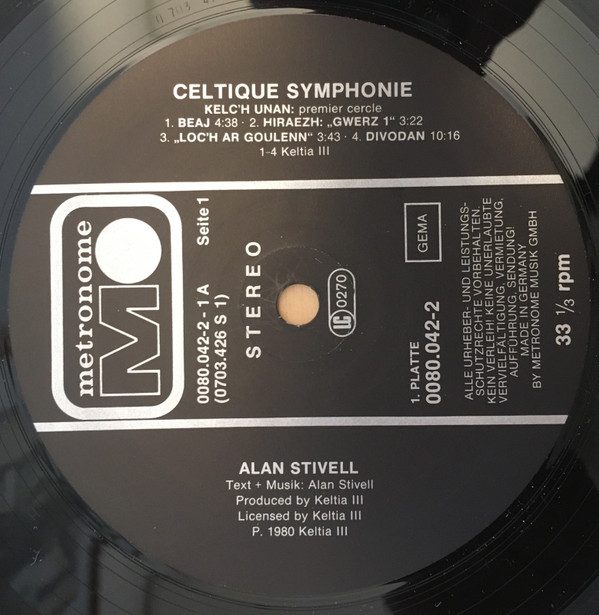 CELTIQUE SYMPHONIE
KELC'H UNAN: premier cercle
1. BEAJ 4:38 · 2. HIRAEZH: „GWERZ 1“ 3:22
3. „LOC'H AR GOULENN“ 3:43 · 4. DIVODAN 10:16
1-4 Keltia III
metronome
M
Seite 1
0080.042-2 - 1 A
(0703.426 S 1)
STEREO
LC 0270
GEMA
1. PLATTE
0080.042-2
ALLE URHEBER- UND LEISTUNGS-
SCHUTZRECHTE VORBEHALTEN.
KEIN VERLEIH! KEINE UNERLAUBTE
VERVIELFÄLTIGUNG, VERMIETUNG,
AUFFÜHRUNG, SENDUNG!
MADE IN GERMANY
BY METRONOME MUSIK GMBH
33 ⅓ rpm
ALAN STIVELL
Text + Musik: Alan Stivell
Produced by Keltia III
Licensed by Keltia III
P. 1980 Keltia III